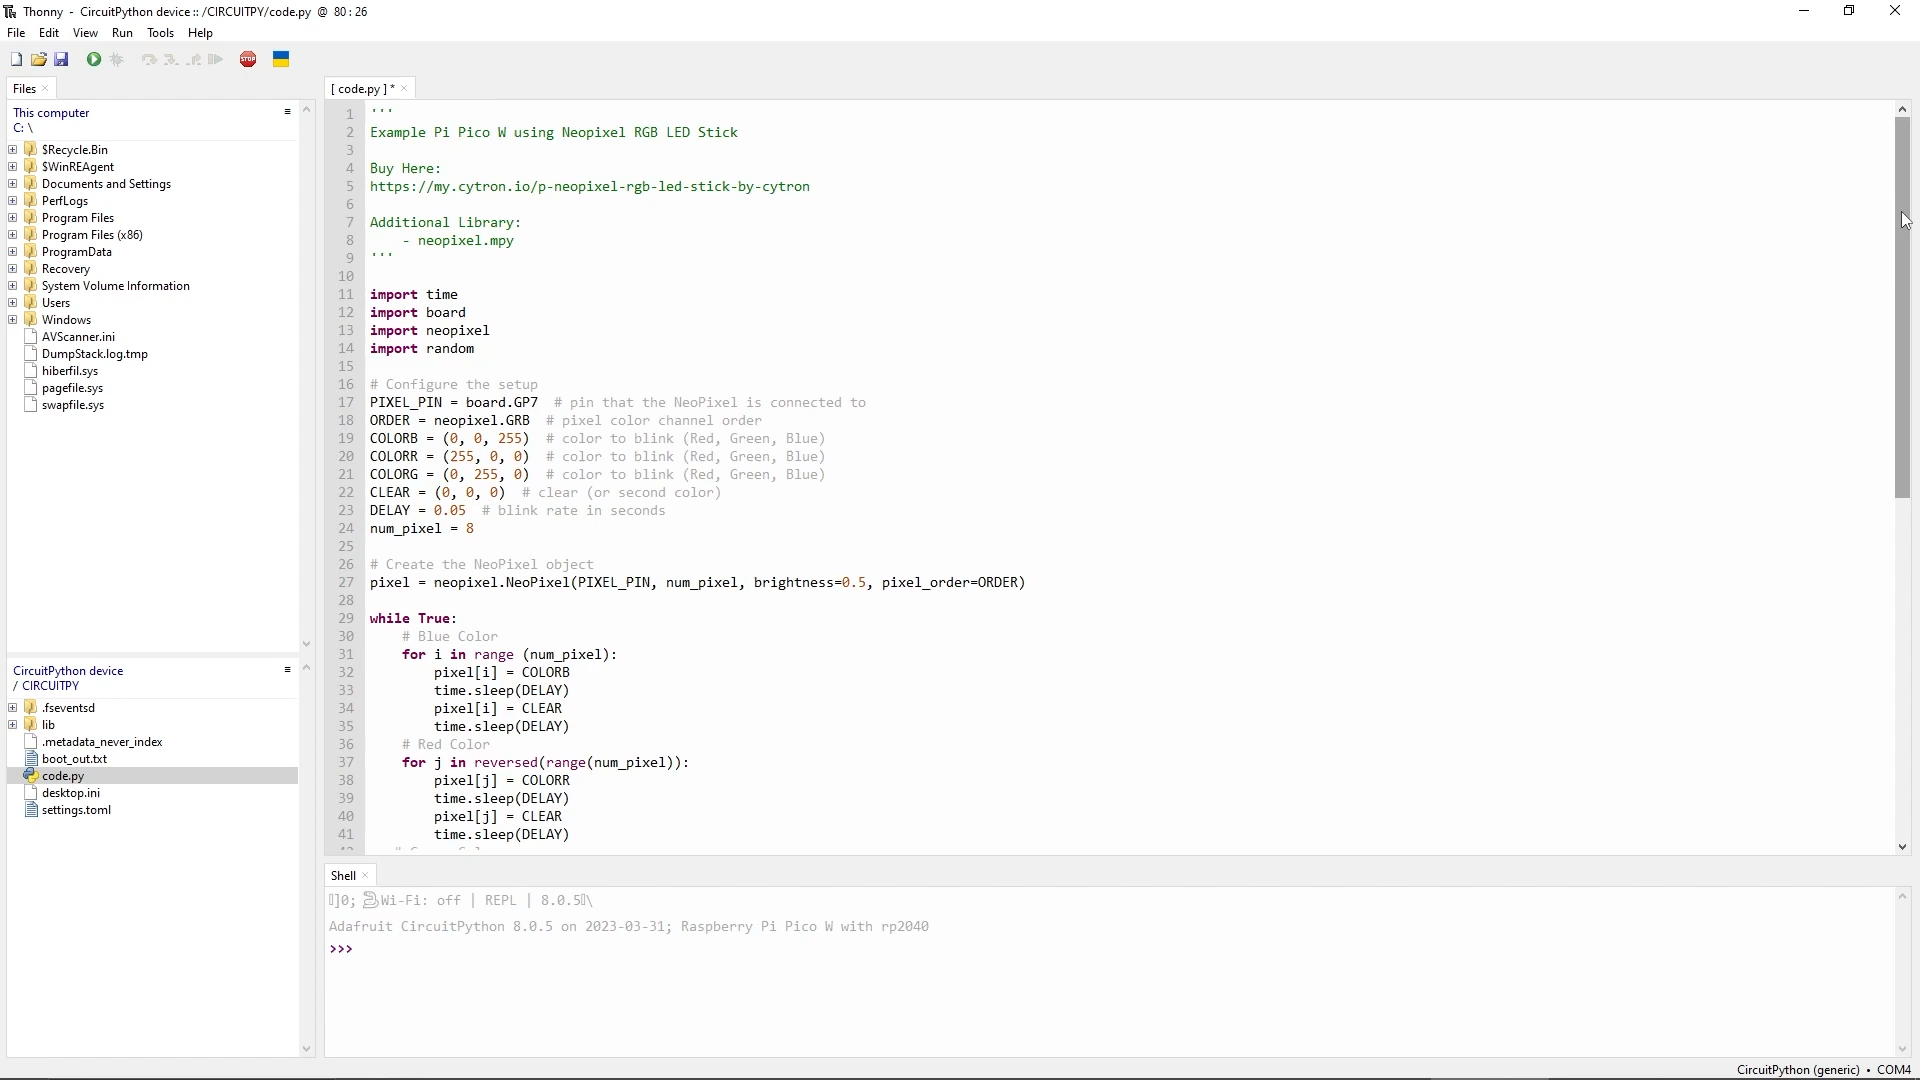 Thonny - CircuitPython device :: /CIRCUITPY/code.py @ 80 : 26
File Edit View Run Tools Help
STOP
Files
This computer
C: \
$Recycle.Bin
$WinREAgent
Documents and Settings
PerfLogs
Program Files
Program Files (x86)
ProgramData
Recovery
System Volume Information
Users
Windows
AVScanner.ini
DumpStack.log.tmp
hiberfil.sys
pagefile.sys
swapfile.sys
CircuitPython device
/ CIRCUITPY
.fseventsd
lib
.metadata_never_index
boot_out.txt
code.py
desktop.ini
settings.toml
[ code.py ] *
1 '''
2 Example Pi Pico W using Neopixel RGB LED Stick
3
4 Buy Here:
5 https://my.cytron.io/p-neopixel-rgb-led-stick-by-cytron
6
7 Additional Library:
8     - neopixel.mpy
9 '''
10
11 import time
12 import board
13 import neopixel
14 import random
15
16 # Configure the setup
17 PIXEL_PIN = board.GP7  # pin that the NeoPixel is connected to
18 ORDER = neopixel.GRB  # pixel color channel order
19 COLORB = (0, 0, 255)  # color to blink (Red, Green, Blue)
20 COLORR = (255, 0, 0)  # color to blink (Red, Green, Blue)
21 COLORG = (0, 255, 0)  # color to blink (Red, Green, Blue)
22 CLEAR = (0, 0, 0)  # clear (or second color)
23 DELAY = 0.05  # blink rate in seconds
24 num_pixel = 8
25
26 # Create the NeoPixel object
27 pixel = neopixel.NeoPixel(PIXEL_PIN, num_pixel, brightness=0.5, pixel_order=ORDER)
28
29 while True:
30     # Blue Color
31     for i in range (num_pixel):
32         pixel[i] = COLORB
33         time.sleep(DELAY)
34         pixel[i] = CLEAR
35         time.sleep(DELAY)
36     # Red Color
37     for j in reversed(range(num_pixel)):
38         pixel[j] = COLORR
39         time.sleep(DELAY)
40         pixel[j] = CLEAR
41         time.sleep(DELAY)
Shell
]0; Wi-Fi: off | REPL | 8.0.5 \
Adafruit CircuitPython 8.0.5 on 2023-03-31; Raspberry Pi Pico W with rp2040
>>>
CircuitPython (generic) • COM4